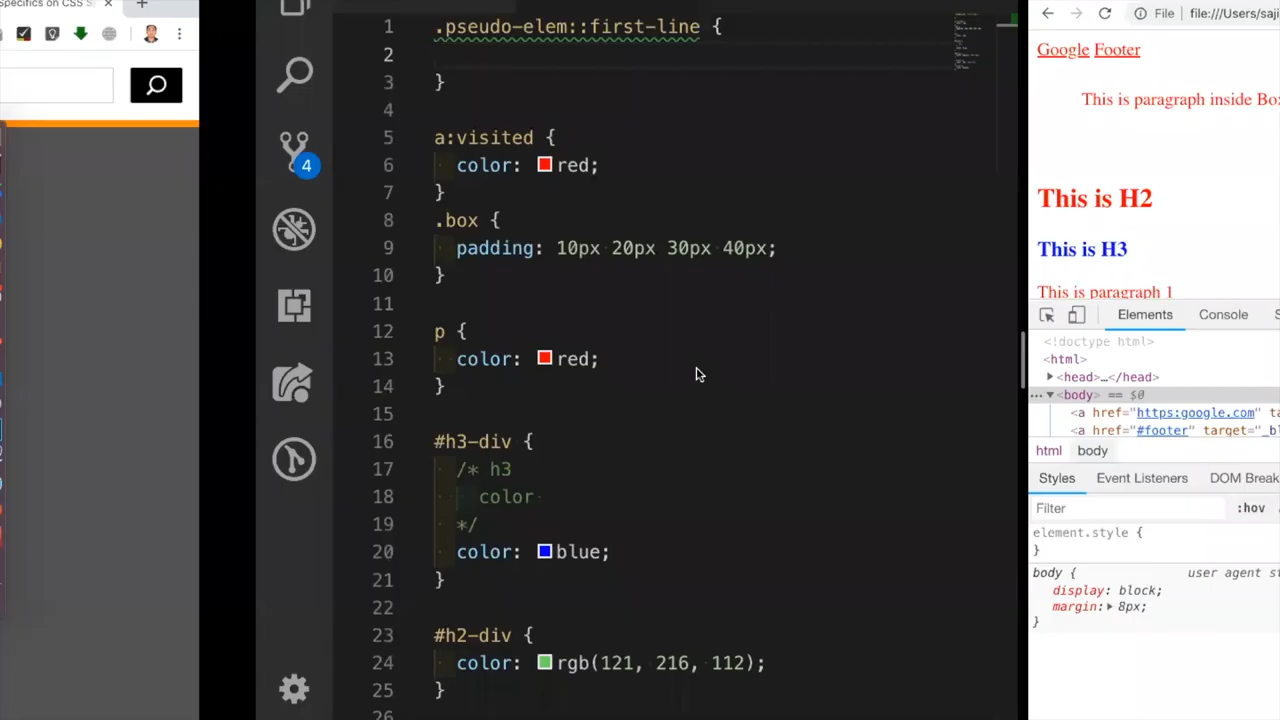 Specifics on CSS S
1 .pseudo-elem::first-line {
2
3 }
4
5 a:visited {
6 color: red;
7 }
8 .box {
9 padding: 10px 20px 30px 40px;
10 }
11
12 p {
13 color: red;
14 }
15
16 #h3-div {
17 /* h3
18 color
19 */
20 color: blue;
21 }
22
23 #h2-div {
24 color: rgb(121, 216, 112);
25 }
26
4
File file:///Users/saji
Google Footer
This is paragraph inside Box
This is H2
This is H3
This is paragraph 1
Elements Console S
<!doctype html>
<html>
<head>…</head>
<body> == $0
<a href="https:google.com" ta
<a href="#footer" target="_bl
html body
Styles Event Listeners DOM Break
Filter :hov
element.style {
}
body { user agent st
display: block;
margin: 8px;
}